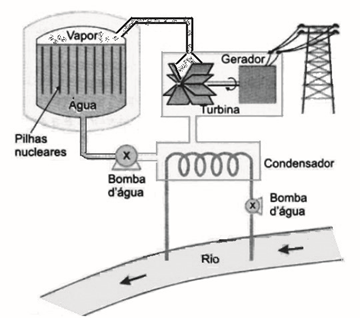 Vapor
Gerador
Água
Turbina
Pilhas
nucleares
Condensador
Bomba
d'água
Bomba
d'água
Rio